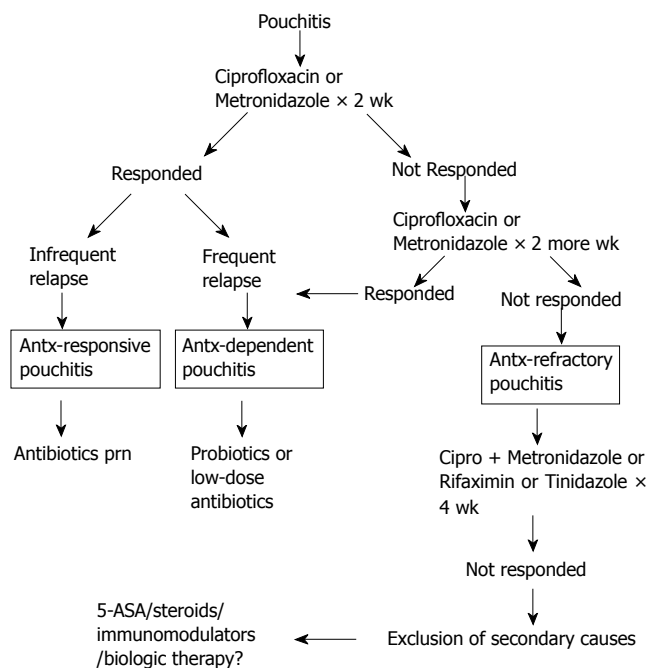 Pouchitis
Ciprofloxacin or
Metronidazole × 2 wk
Responded
Not Responded
Ciprofloxacin or
Metronidazole × 2 more wk
Infrequent
relapse
Frequent
relapse
Responded
Not responded
Antx-responsive
pouchitis
Antx-dependent
pouchitis
Antx-refractory
pouchitis
Antibiotics prn
Probiotics or
low-dose
antibiotics
Cipro + Metronidazole or
Rifaximin or Tinidazole ×
4 wk
Not responded
5-ASA/steroids/
immunomodulators
/biologic therapy?
Exclusion of secondary causes